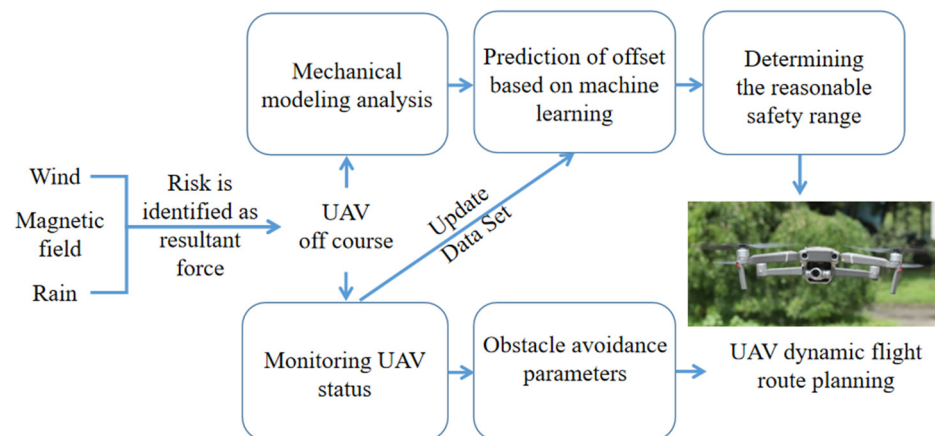 Wind
Magnetic
field
Rain
Risk is
identified as
resultant
force
UAV
off course
Mechanical
modeling analysis
Prediction of offset
based on machine
learning
Determining
the reasonable
safety range
Update
Data Set
Monitoring UAV
status
Obstacle avoidance
parameters
UAV dynamic flight
route planning